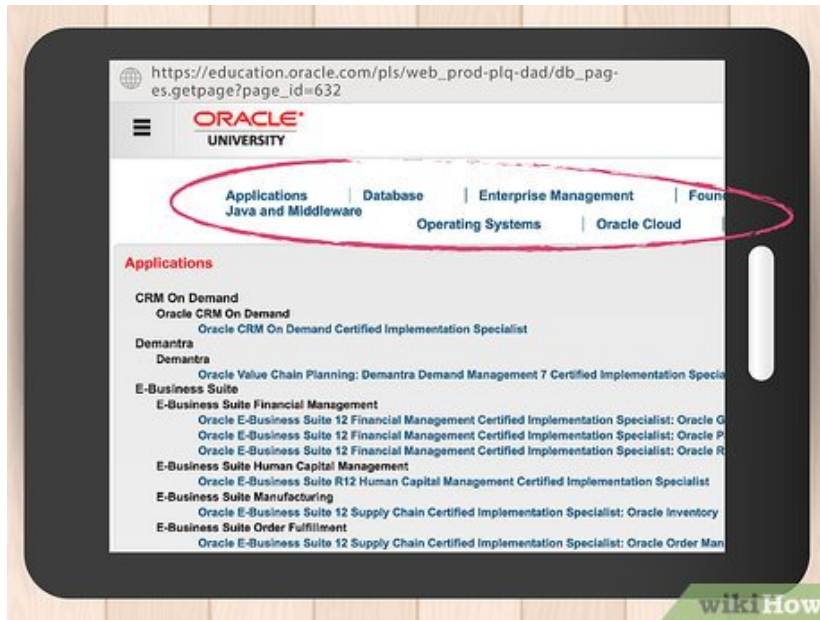 https://education.oracle.com/pls/web_prod-plq-dad/db_pag-
es.getpage?page_id=632
ORACLE
UNIVERSITY
Applications | Database | Enterprise Management |
Java and Middleware
Operating Systems | Oracle Cloud |
Applications
CRM On Demand
Oracle CRM On Demand
Oracle CRM On Demand Certified Implementation Specialist
Demantra
Demantra
Oracle Value Chain Planning: Demantra Demand Management 7 Certified Implementation
E-Business Suite
E-Business Suite Financial Management
Oracle E-Business Suite 12 Financial Management Certified Implementation Specialist: Oracle
Oracle E-Business Suite 12 Financial Management Certified Implementation Specialist: Oracle
Oracle E-Business Suite 12 Financial Management Certified Implementation Specialist: Oracle
E-Business Suite Human Capital Management
Oracle E-Business Suite R12 Human Capital Management Certified Implementation Specialist
E-Business Suite Manufacturing
Oracle E-Business Suite 12 Supply Chain Certified Implementation Specialist: Oracle Inventory
E-Business Suite Order Fulfillment
Oracle E-Business Suite 12 Supply Chain Certified Implementation Specialist: Oracle Order
wikiHow